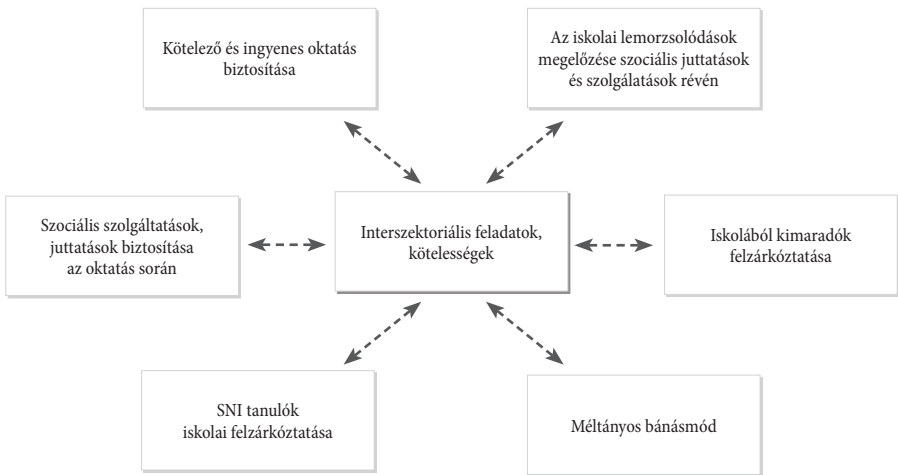 Kötelező és ingyenes oktatás
biztosítása
Az iskolai lemorzsolódások
megelőzése szociális juttatások
és szolgálatások révén
Szociális szolgáltatások,
juttatások biztosítása
az oktatás során
Interszektoriális feladatok,
kötelességek
Iskolából kimaradók
felzárkóztatása
SNI tanulók
iskolai felzárkóztatása
Méltányos bánásmód